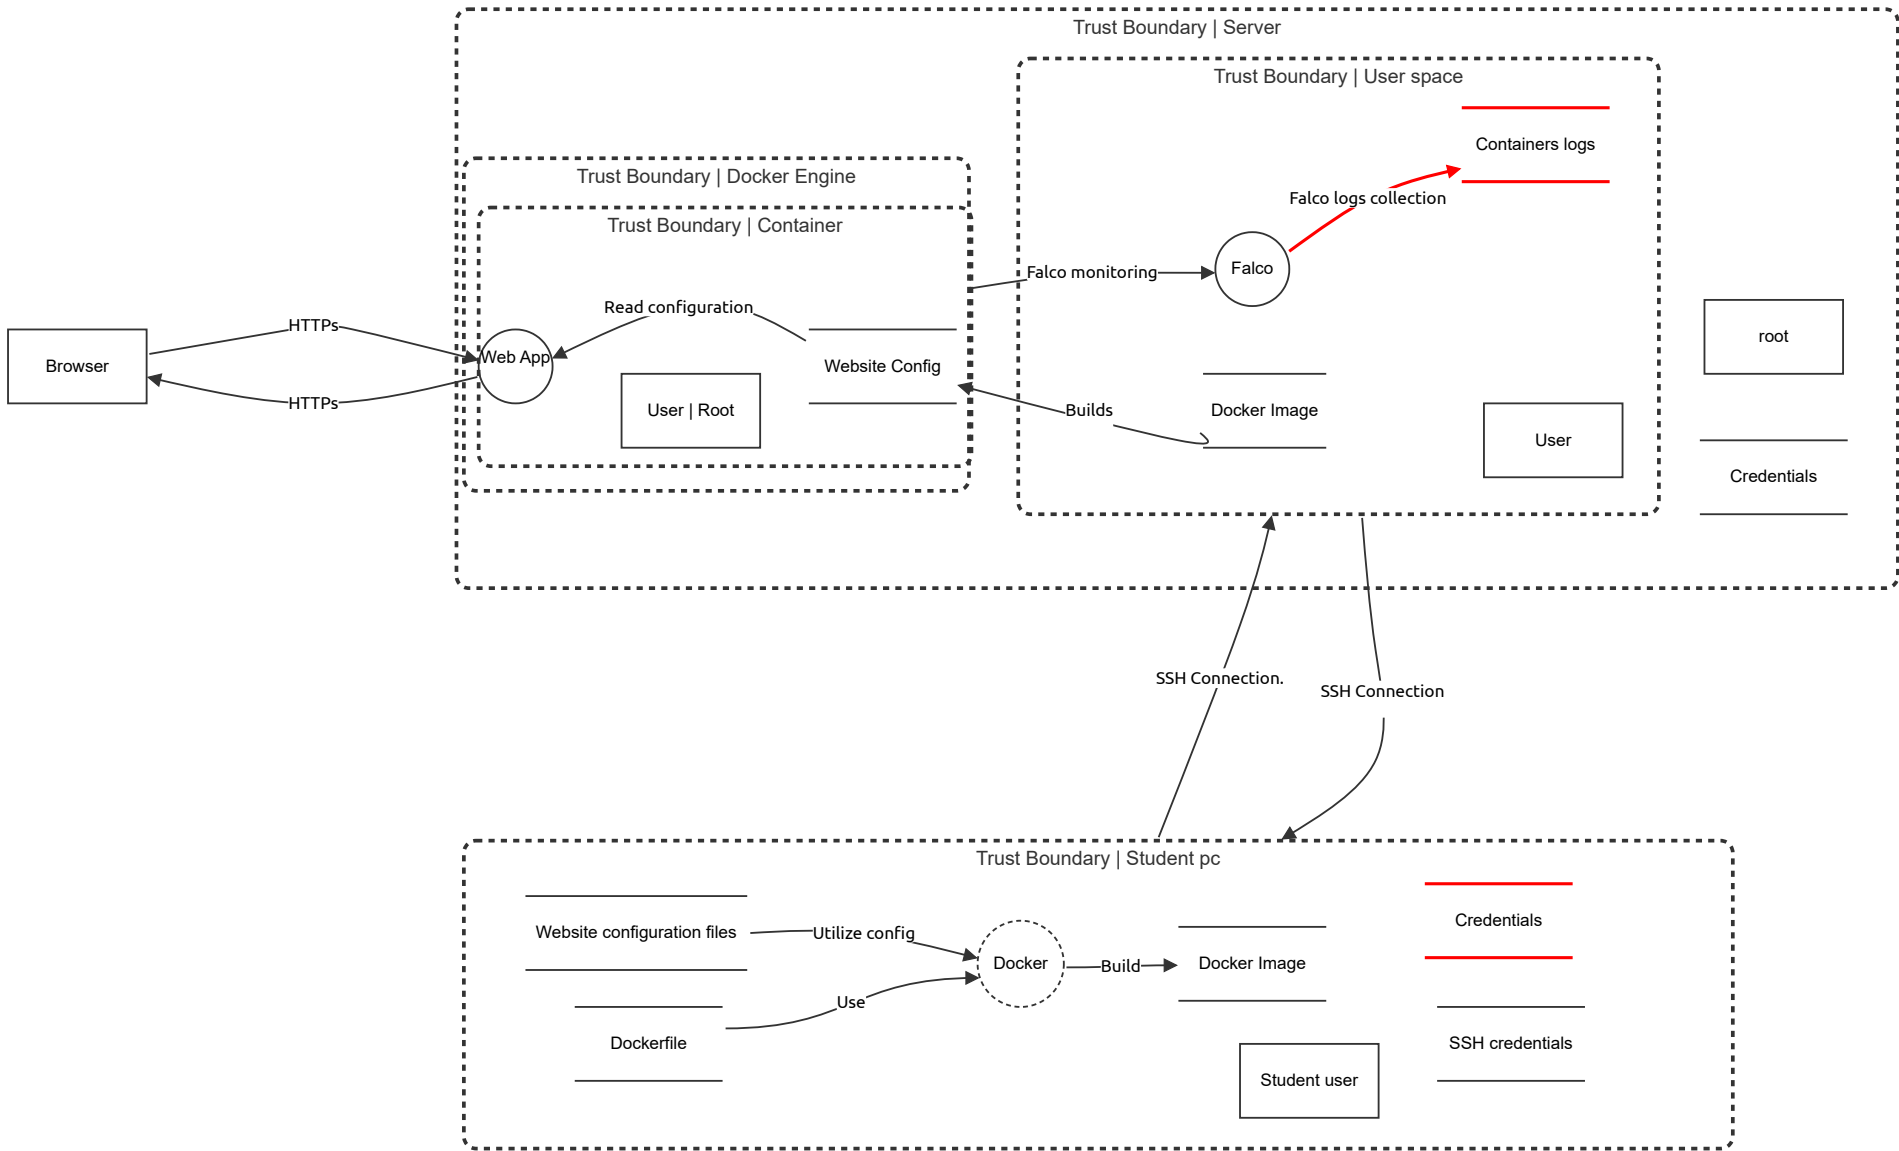 Trust Boundary | Server
Trust Boundary | User space
Containers logs
Trust Boundary | Docker Engine
Falco logs collection
Trust Boundary | Container
Falco monitoring
Falco
Read configuration
HTTPs
root
Web App
Browser
Website Config
HTTPs
User | Root
Builds
Docker Image
User
Credentials
SSH Connection.
SSH Connection
Trust Boundary | Student pc
Website configuration files
Utilize config
Credentials
Docker
Build
Docker Image
Use
Dockerfile
SSH credentials
Student user